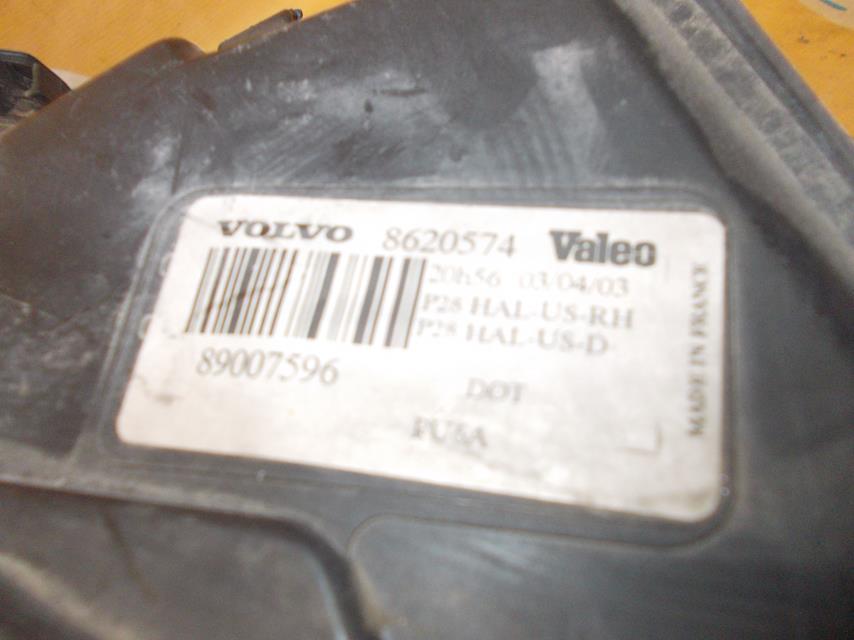 VOLVO 8620574 Valeo
20h56 03/04/03
P28 HAL-US-RH
P28 HAL-US-D
89007596
DOT
MADE IN FRANCE